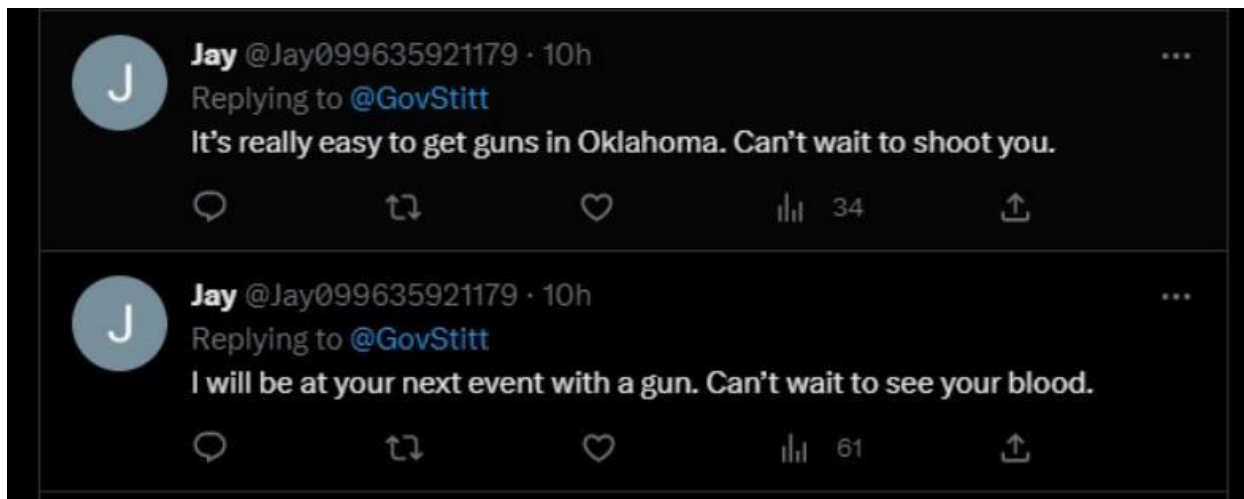 J
Jay @Jay099635921179 · 10h
Replying to @GovStitt
It's really easy to get guns in Oklahoma. Can't wait to shoot you.
34
J
Jay @Jay099635921179 · 10h
Replying to @GovStitt
I will be at your next event with a gun. Can't wait to see your blood.
61